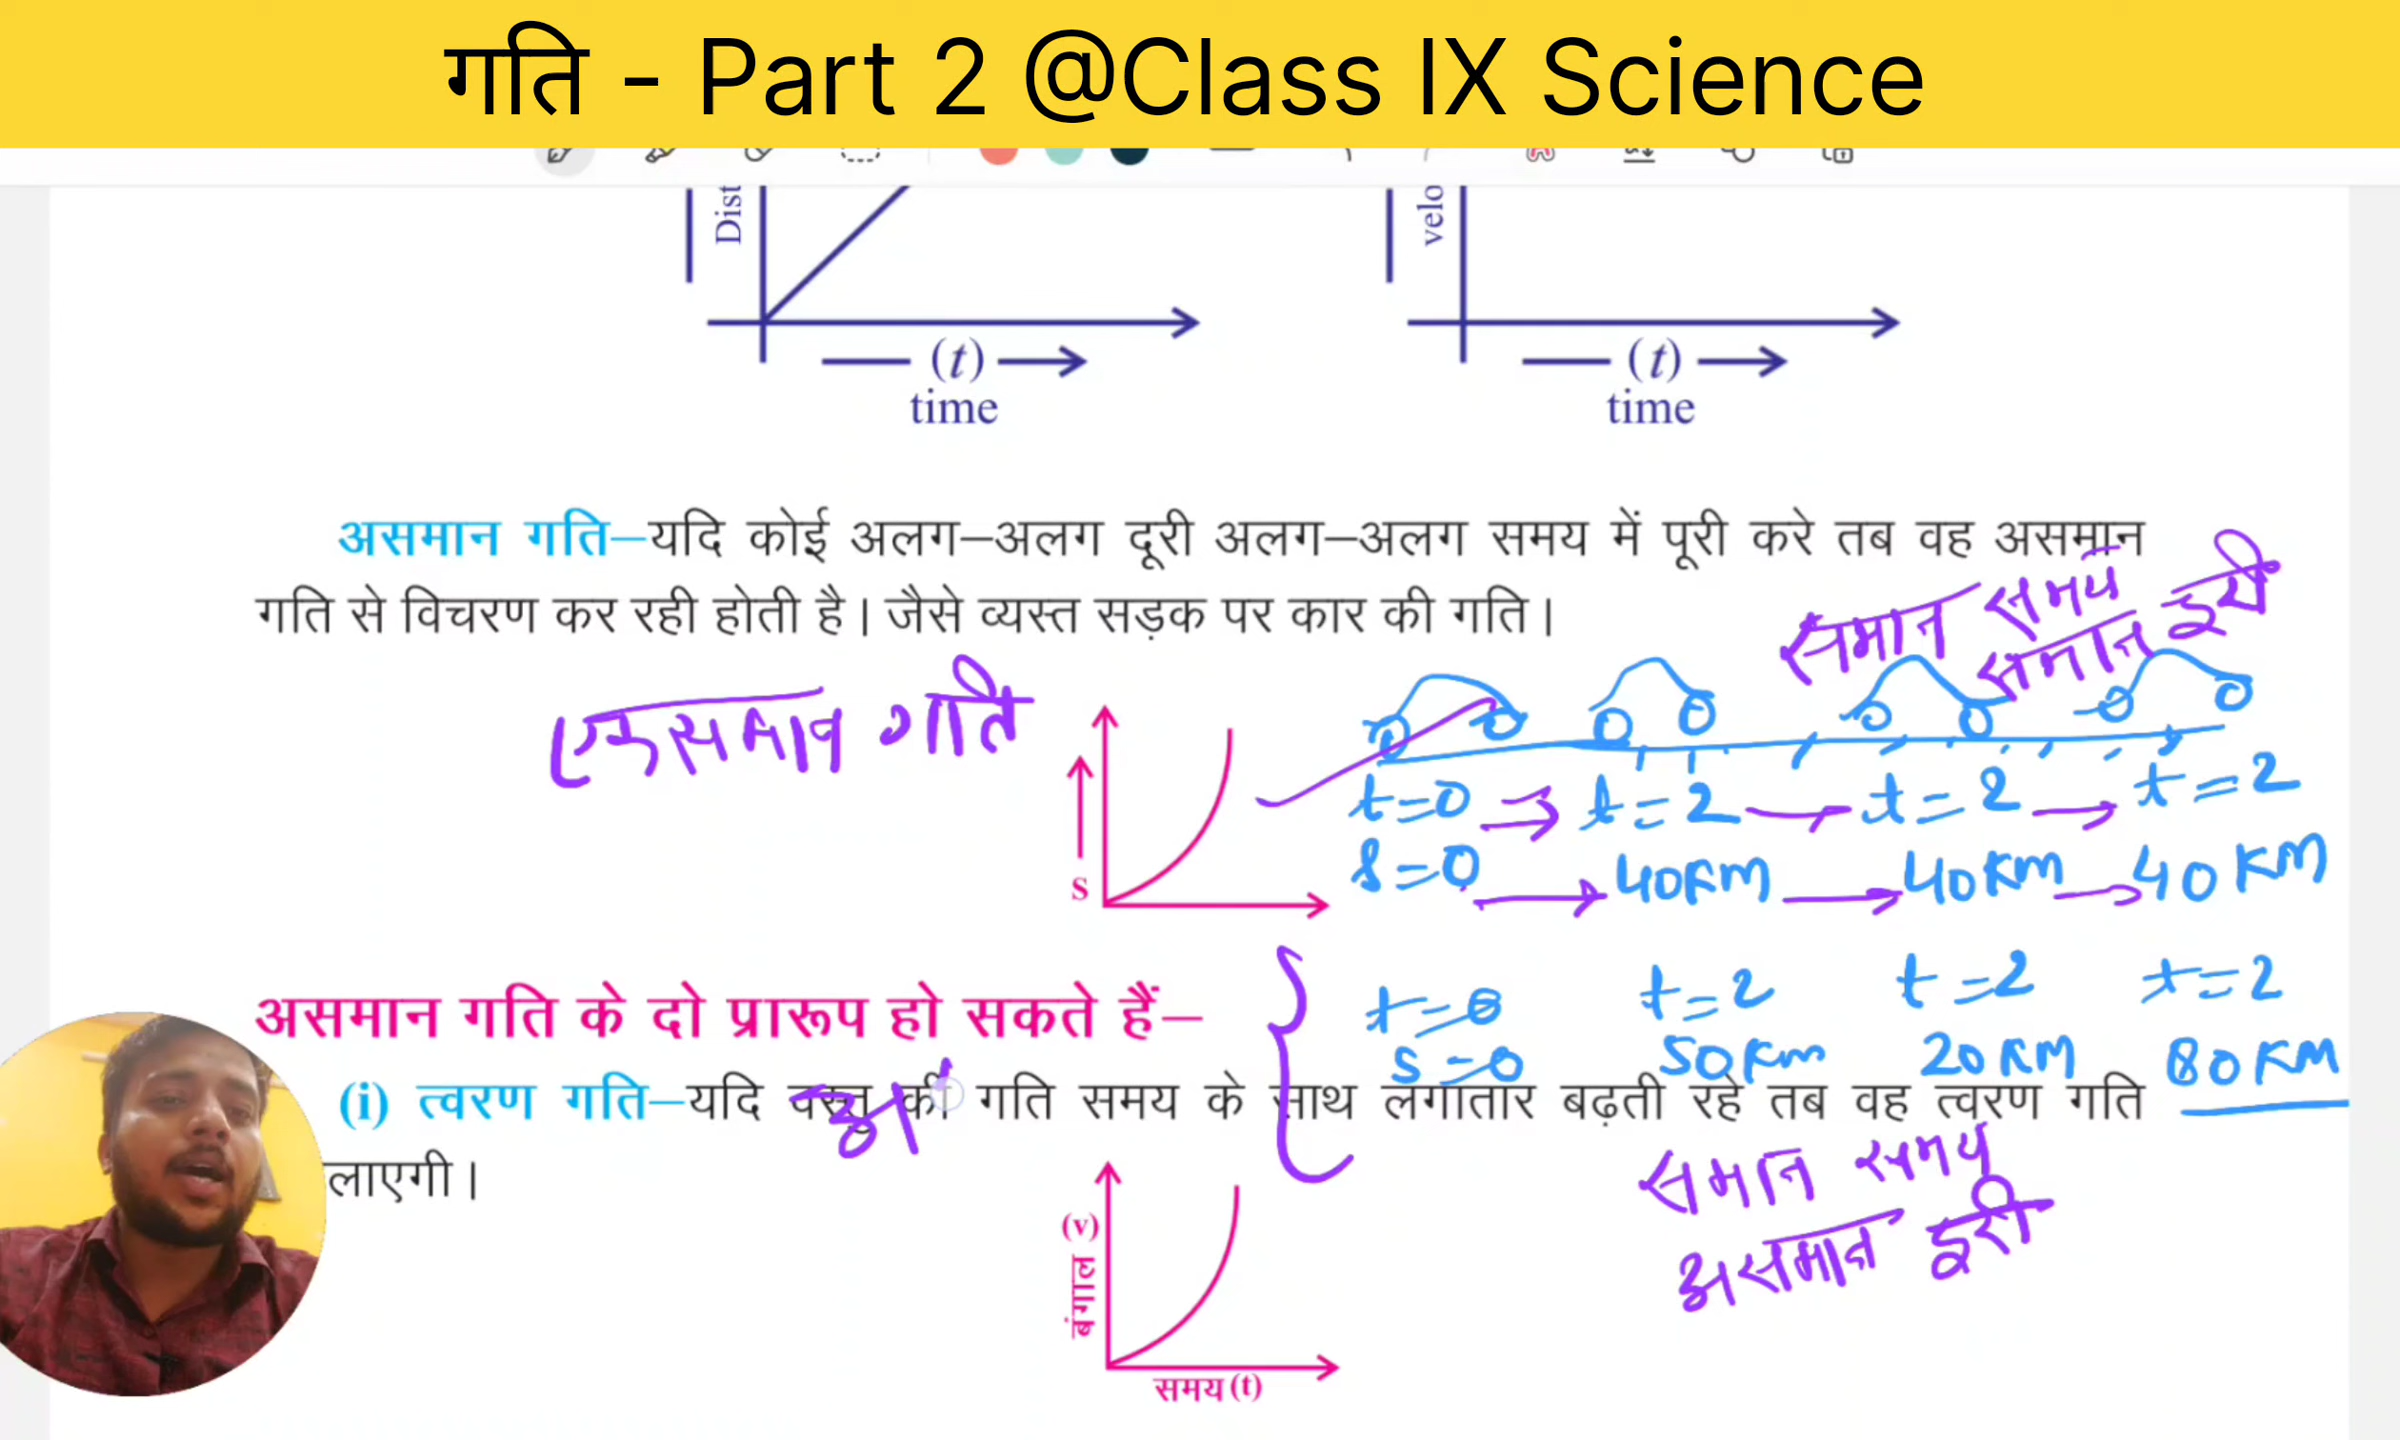 गति - Part 2 @Class IX Science
Dist
velo
(t)
time
(t)
time
असमान गति—यदि कोई अलग—अलग दूरी अलग—अलग समय में पूरी करे तब वह असमान
गति से विचरण कर रही होती है। जैसे व्यस्त सड़क पर कार की गति।
समान समय
समान दूरी
एकसमान गति
s
t=0 → t=2 → t=2 → t=2
s=0 → 40KM → 40KM → 40KM
असमान गति के दो प्रारूप हो सकते हैं—
t=0 t=2 t=2 t=2
s=0 50Km 20KM 80KM
(i) त्वरण गति—यदि वस्तु की गति समय के साथ लगातार बढ़ती रहे तब वह त्वरण गति
अ
लाएगी।
समान समय
असमान दूरी
बंगाल (v)
समय (t)